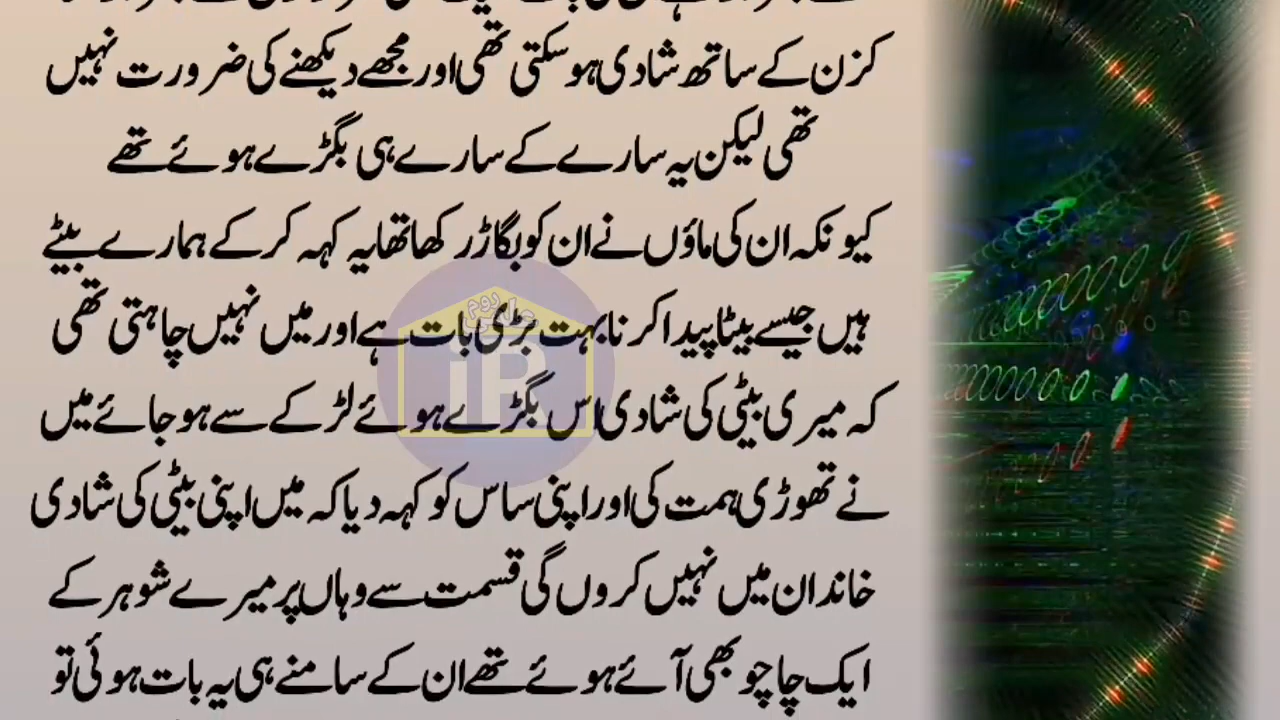 کزن کے ساتھ شادی ہو سکتی تھی اور مجھے دیکھنے کی ضرورت نہیں
تھی لیکن یہ سارے کے سارے ہی بگڑے ہوئے تھے
کیونکہ ان کی ماؤں نے ان کو بگاڑ رکھا تھا یہ کہہ کر کے ہمارے بیٹے
ہیں جیسے بیٹا پیدا کرنا بہت بڑی بات ہے اور میں نہیں چاہتی تھی
کہ میری بیٹی کی شادی اس بگڑے ہوئے لڑکے سے ہو جائے میں
نے تھوڑی ہمت کی اور اپنی ساس کو کہہ دیا کہ میں اپنی بیٹی کی شادی
خاندان میں نہیں کروں گی قسمت سے وہاں پر میرے شوہر کے
ایک چاچو بھی آئے ہوئے تھے ان کے سامنے ہی یہ بات ہوئی تو
روم
iR